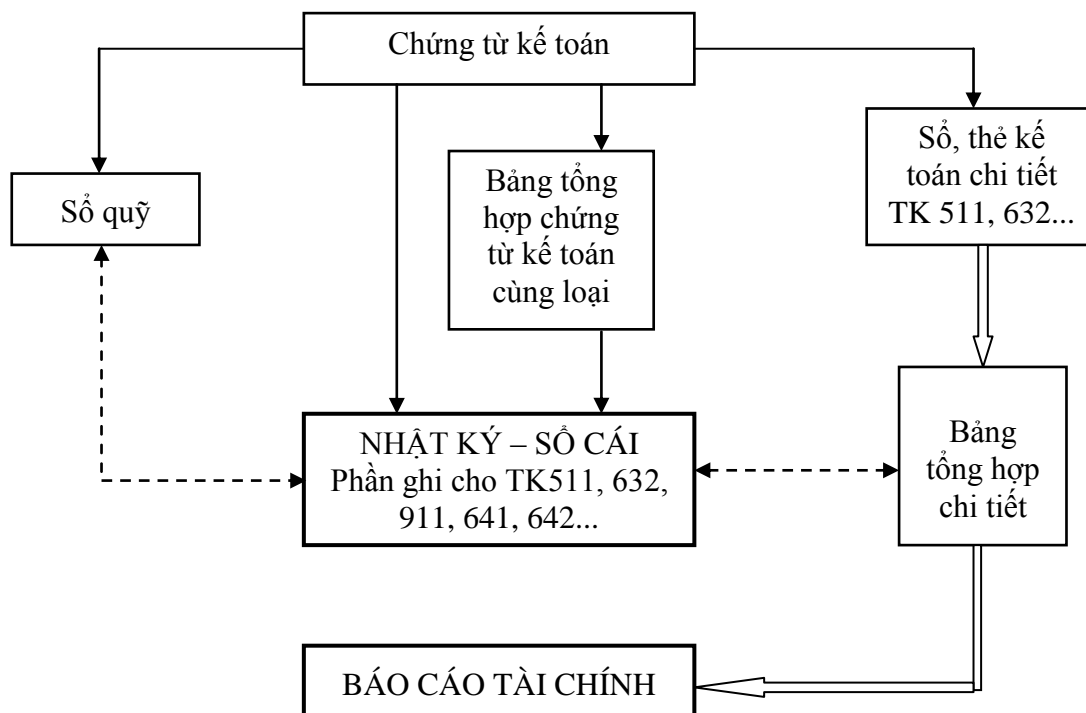 Chứng từ kế toán
Sổ, thẻ kế
toán chi tiết
TK 511, 632...
Bảng tổng
hợp chứng
từ kế toán
cùng loại
Sổ quỹ
NHẬT KÝ – SỔ CÁI
Phần ghi cho TK511, 632,
911, 641, 642...
Bảng
tổng hợp
chi tiết
BÁO CÁO TÀI CHÍNH